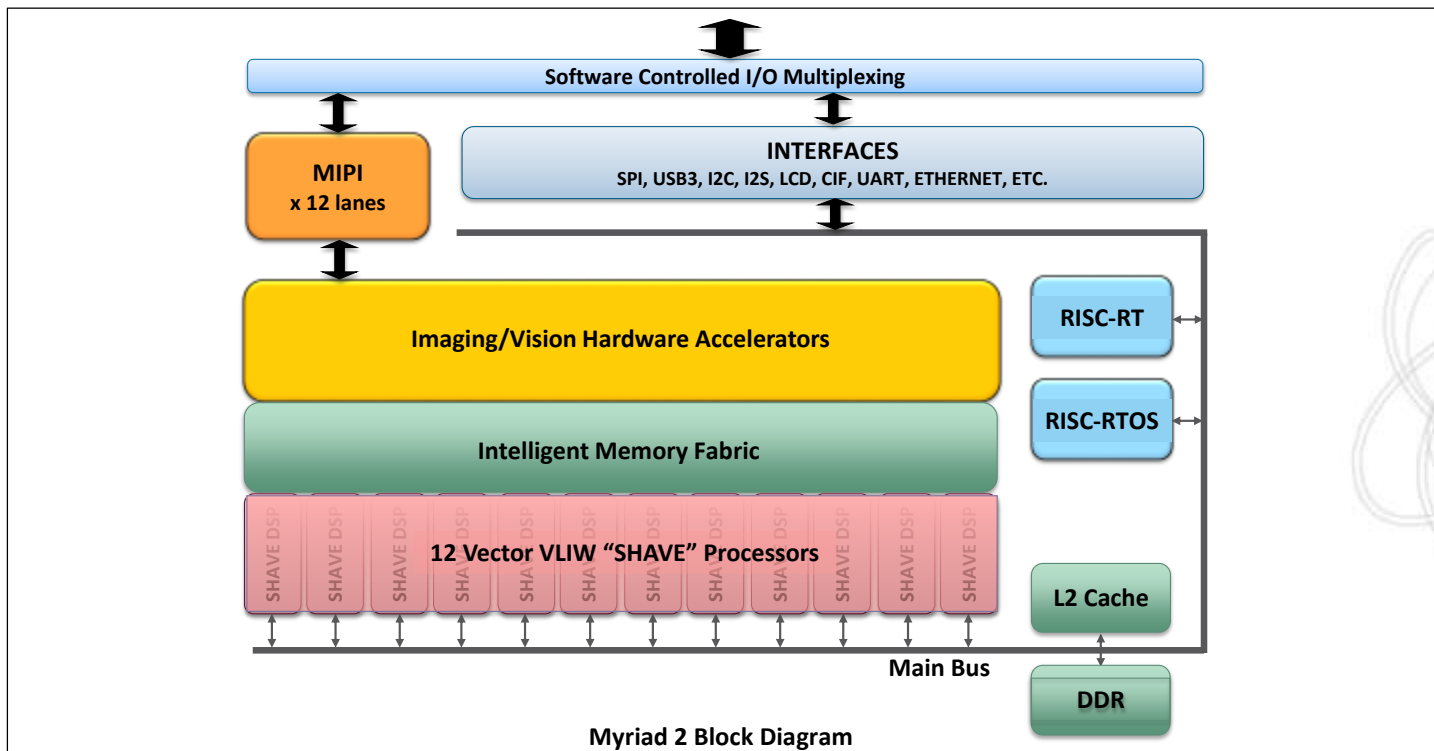 Software Controlled I/O Multiplexing
MIPI
x 12 lanes
INTERFACES
SPI, USB3, I2C, I2S, LCD, CIF, UART, ETHERNET, ETC.
Imaging/Vision Hardware Accelerators
RISC-RT
RISC-RTOS
Intelligent Memory Fabric
SHAVE DSP
SHAVE DSP
SHAVE DSP
SHAVE DSP
SHAVE DSP
SHAVE DSP
SHAVE DSP
SHAVE DSP
SHAVE DSP
SHAVE DSP
SHAVE DSP
SHAVE DSP
12 Vector VLIW “SHAVE” Processors
L2 Cache
Main Bus
DDR
Myriad 2 Block Diagram